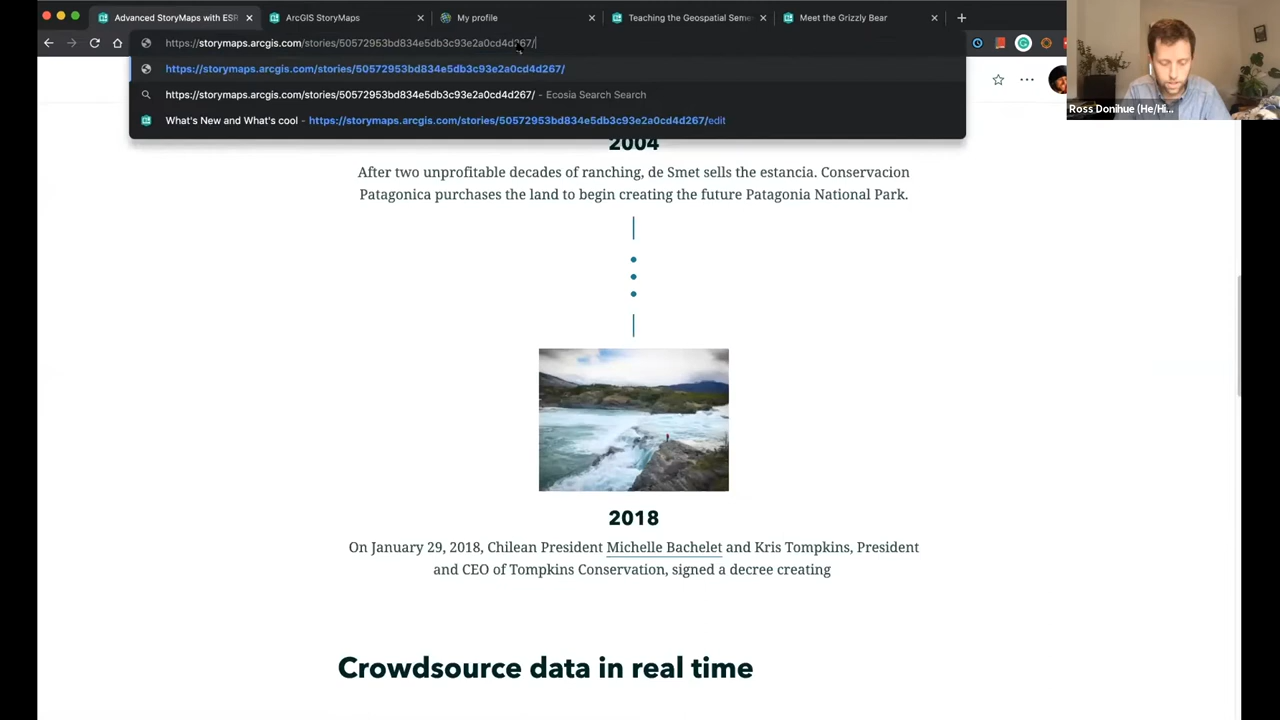 Advanced StoryMaps with ESR
ArcGIS StoryMaps
My profile
Teaching the Geospatial Seme
Meet the Grizzly Bear
https://storymaps.arcgis.com/stories/50572953bd834e5db3c93e2a0cd4d267/
https://storymaps.arcgis.com/stories/50572953bd834e5db3c93e2a0cd4d267/
https://storymaps.arcgis.com/stories/50572953bd834e5db3c93e2a0cd4d267/ - Ecosia Search Search
What's New and What's cool - https://storymaps.arcgis.com/stories/50572953bd834e5db3c93e2a0cd4d267/edit
Ross Donihue (He/Hi...
2004
After two unprofitable decades of ranching, de Smet sells the estancia. Conservacion
Patagonica purchases the land to begin creating the future Patagonia National Park.
2018
On January 29, 2018, Chilean President Michelle Bachelet and Kris Tompkins, President
and CEO of Tompkins Conservation, signed a decree creating
Crowdsource data in real time